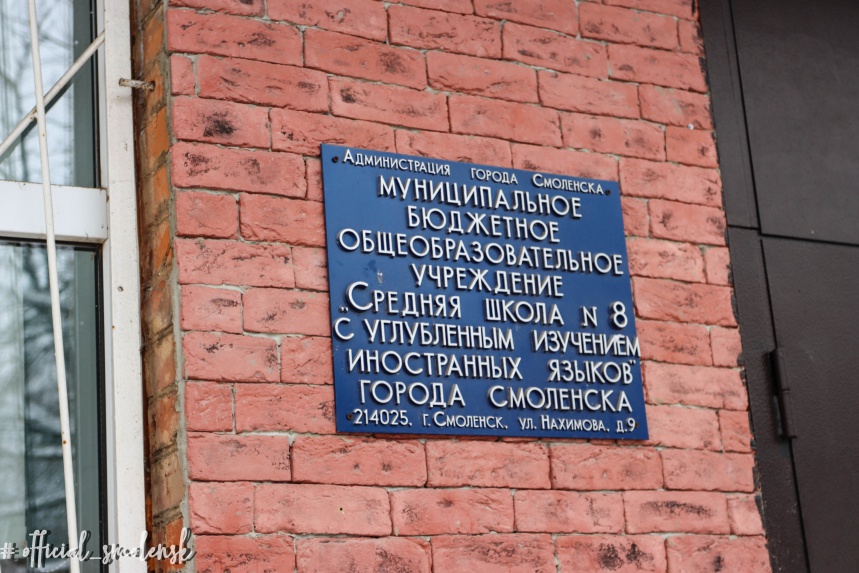 Администрация города Смоленска
МУНИЦИПАЛЬНОЕ
БЮДЖЕТНОЕ
ОБЩЕОБРАЗОВАТЕЛЬНОЕ
УЧРЕЖДЕНИЕ
"Средняя школа N 8
С УГЛУБЛЕННЫМ ИЗУЧЕНИЕМ
ИНОСТРАННЫХ ЯЗЫКОВ"
ГОРОДА СМОЛЕНСКА
214025, г.Смоленск, ул. Нахимова, д.9
#official_smolensk